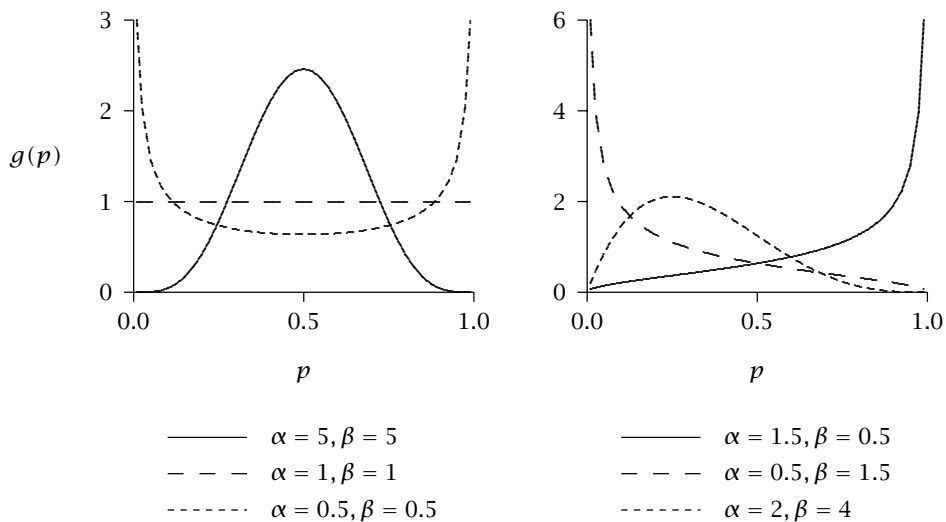 3
2
g(p)
1
0
0.0 0.5 1.0
p
α = 5, β = 5
α = 1, β = 1
α = 0.5, β = 0.5
6
4
2
0
0.0 0.5 1.0
p
α = 1.5, β = 0.5
α = 0.5, β = 1.5
α = 2, β = 4